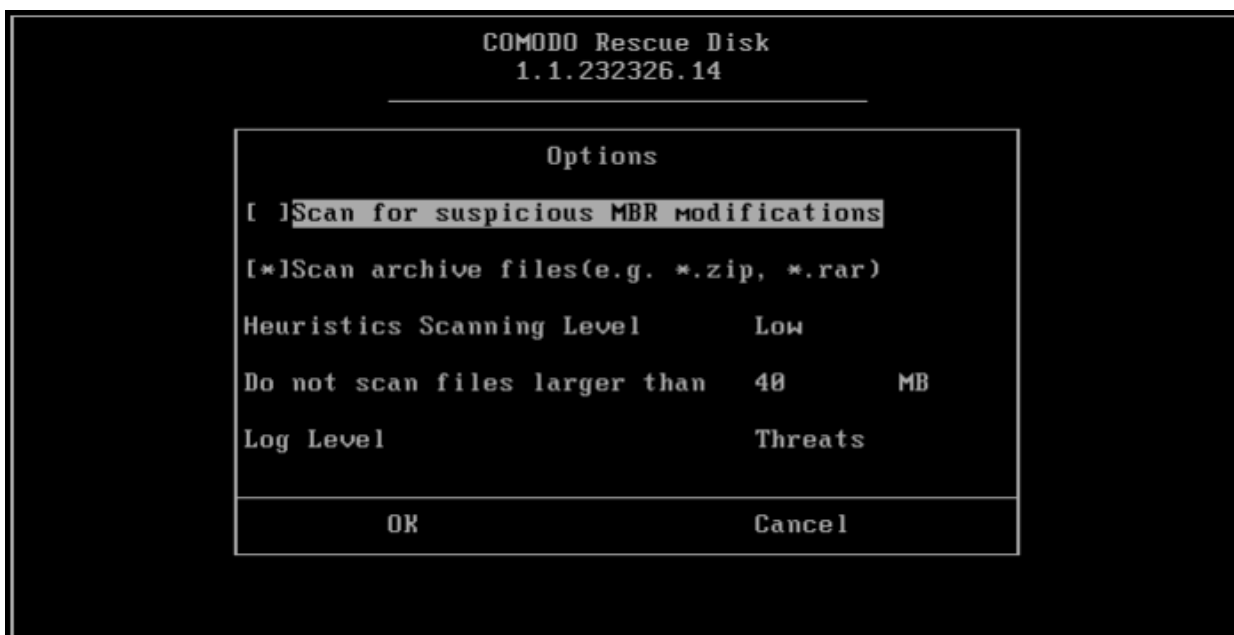 COMODO Rescue Disk
1.1.232326.14
Options
[ ]Scan for suspicious MBR modifications
[*]Scan archive files(e.g. *.zip, *.rar)
Heuristics Scanning Level Low
Do not scan files larger than 40 MB
Log Level Threats
OK Cancel